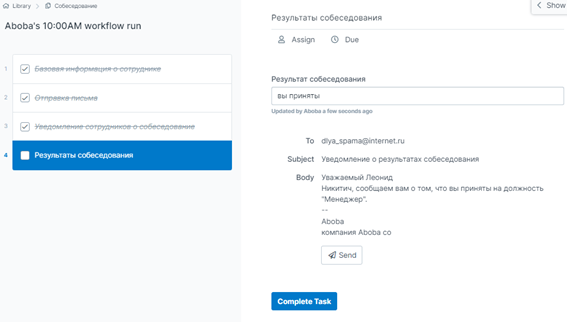 Library > Собеседование
Show
Aboba's 10:00AM workflow run
1 Базовая информация о сотруднике
2 Отправка письма
3 Уведомление сотрудников о собеседование
4 Результаты собеседования
Результаты собеседования
Assign Due
Результат собеседования
вы приняты
Updated by Aboba a few seconds ago
To dlya_spama@internet.ru
Subject Уведомление о результатах собеседования
Body Уважаемый Леонид
Никитич, сообщаем вам о том, что вы приняты на должность
"Менеджер".
--
Aboba
компания Aboba co
Send
Complete Task